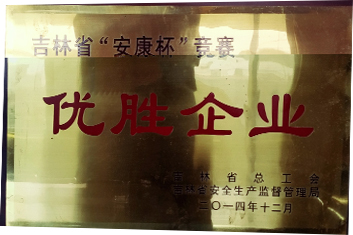 吉林省“安康杯”竞赛
优胜企业
吉林省总工会
吉林省安全生产监督管理局
二〇一四年十二月